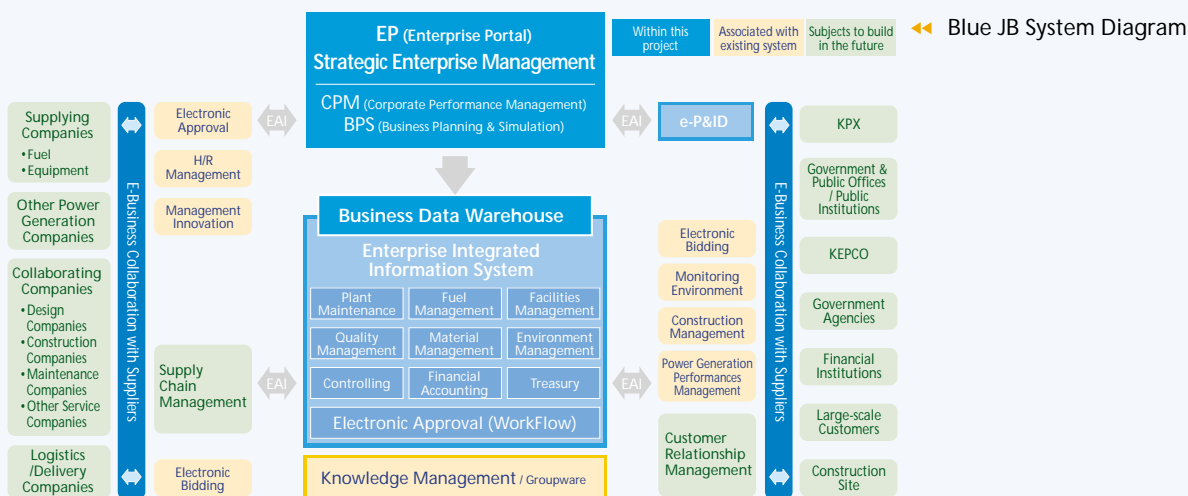 EP (Enterprise Portal)
Strategic Enterprise Management
CPM (Corporate Performance Management)
BPS (Business Planning & Simulation)
Within this
project
Associated with
existing system
Subjects to build
in the future
Blue JB System Diagram
Supplying
Companies
• Fuel
• Equipment
Other Power
Generation
Companies
Collaborating
Companies
• Design
Companies
• Construction
Companies
• Maintenance
Companies
• Other Service
Companies
Logistics
/Delivery
Companies
E-Business Collaboration with Suppliers
Electronic
Approval
H/R
Management
Management
Innovation
Supply
Chain
Management
Electronic
Bidding
EAI
EAI
EAI
EAI
Business Data Warehouse
Enterprise Integrated
Information System
Plant
Maintenance
Fuel
Management
Facilities
Management
Quality
Management
Material
Management
Environment
Management
Controlling
Financial
Accounting
Treasury
Electronic Approval (WorkFlow)
Knowledge Management / Groupware
e-P&ID
Electronic
Bidding
Monitoring
Environment
Construction
Management
Power Generation
Performances
Management
Customer
Relationship
Management
E-Business Collaboration with Suppliers
KPX
Government &
Public Offices
/ Public
Institutions
KEPCO
Government
Agencies
Financial
Institutions
Large-scale
Customers
Construction
Site